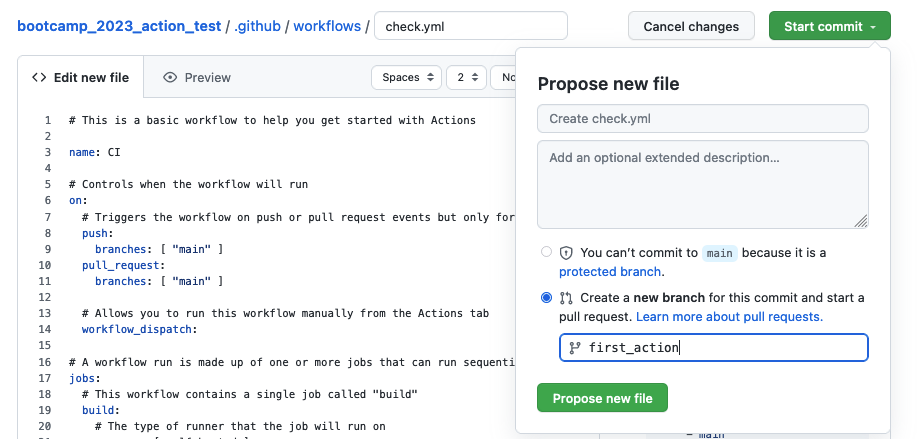 bootcamp_2023_action_test / .github / workflows / check.yml
Cancel changes
Start commit
Edit new file
Preview
Spaces
2
No
1 # This is a basic workflow to help you get started with Actions
2
3 name: CI
4
5 # Controls when the workflow will run
6 on:
7 # Triggers the workflow on push or pull request events but only for
8 push:
9 branches: [ "main" ]
10 pull_request:
11 branches: [ "main" ]
12
13 # Allows you to run this workflow manually from the Actions tab
14 workflow_dispatch:
15
16 # A workflow run is made up of one or more jobs that can run sequenti
17 jobs:
18 # This workflow contains a single job called "build"
19 build:
20 # The type of runner that the job will run on
Propose new file
Create check.yml
Add an optional extended description...
You can't commit to main because it is a
protected branch.
Create a new branch for this commit and start a
pull request. Learn more about pull requests.
first_action
Propose new file
- main